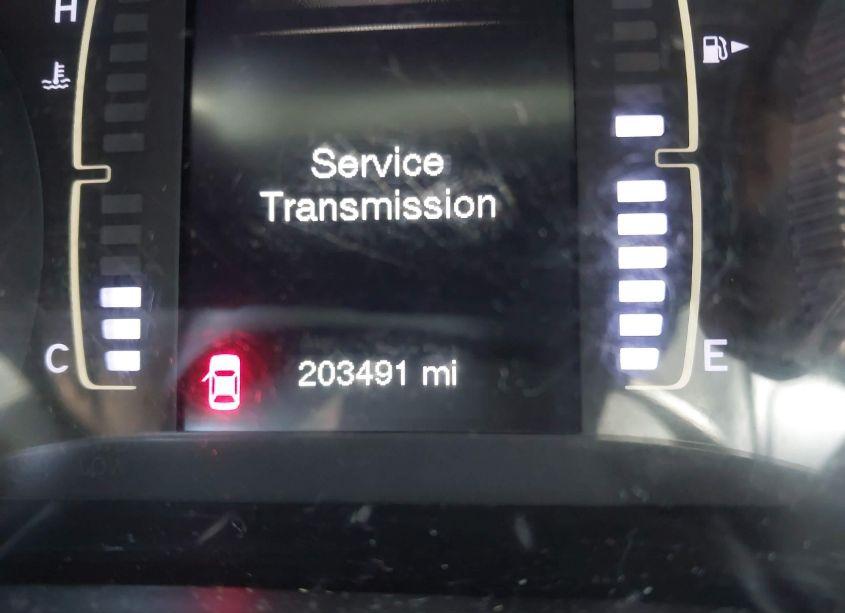 H
Service
Transmission
C
203491 mi
E